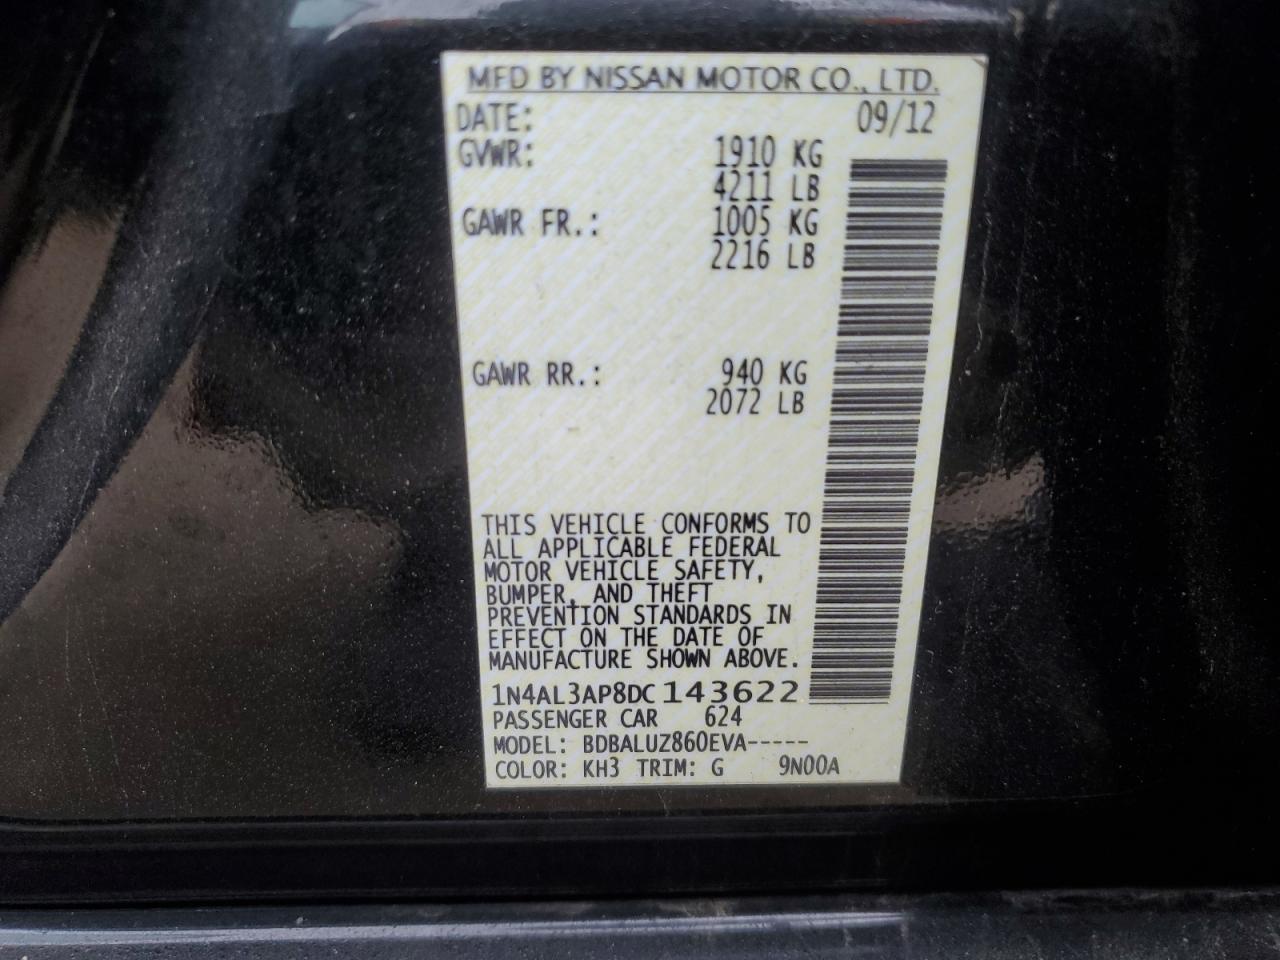 MFD BY NISSAN MOTOR CO., LTD.
DATE: 09/12
GVWR: 1910 KG
4211 LB
GAWR FR.: 1005 KG
2216 LB
GAWR RR.: 940 KG
2072 LB
THIS VEHICLE CONFORMS TO
ALL APPLICABLE FEDERAL
MOTOR VEHICLE SAFETY,
BUMPER, AND THEFT
PREVENTION STANDARDS IN
EFFECT ON THE DATE OF
MANUFACTURE SHOWN ABOVE.
1N4AL3AP8DC143622
PASSENGER CAR 624
MODEL: BDBALUZ860EVA-----
COLOR: KH3 TRIM: G 9N00A